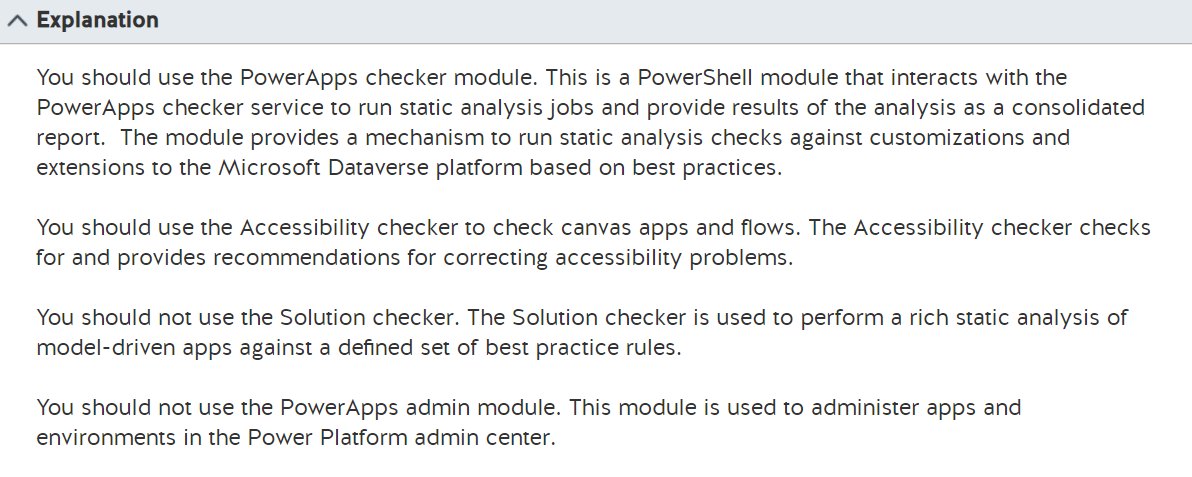 Explanation
You should use the PowerApps checker module. This is a PowerShell module that interacts with the
PowerApps checker service to run static analysis jobs and provide results of the analysis as a consolidated
report.  The module provides a mechanism to run static analysis checks against customizations and
extensions to the Microsoft Dataverse platform based on best practices.
You should use the Accessibility checker to check canvas apps and flows. The Accessibility checker checks
for and provides recommendations for correcting accessibility problems.
You should not use the Solution checker. The Solution checker is used to perform a rich static analysis of
model-driven apps against a defined set of best practice rules.
You should not use the PowerApps admin module. This module is used to administer apps and
environments in the Power Platform admin center.